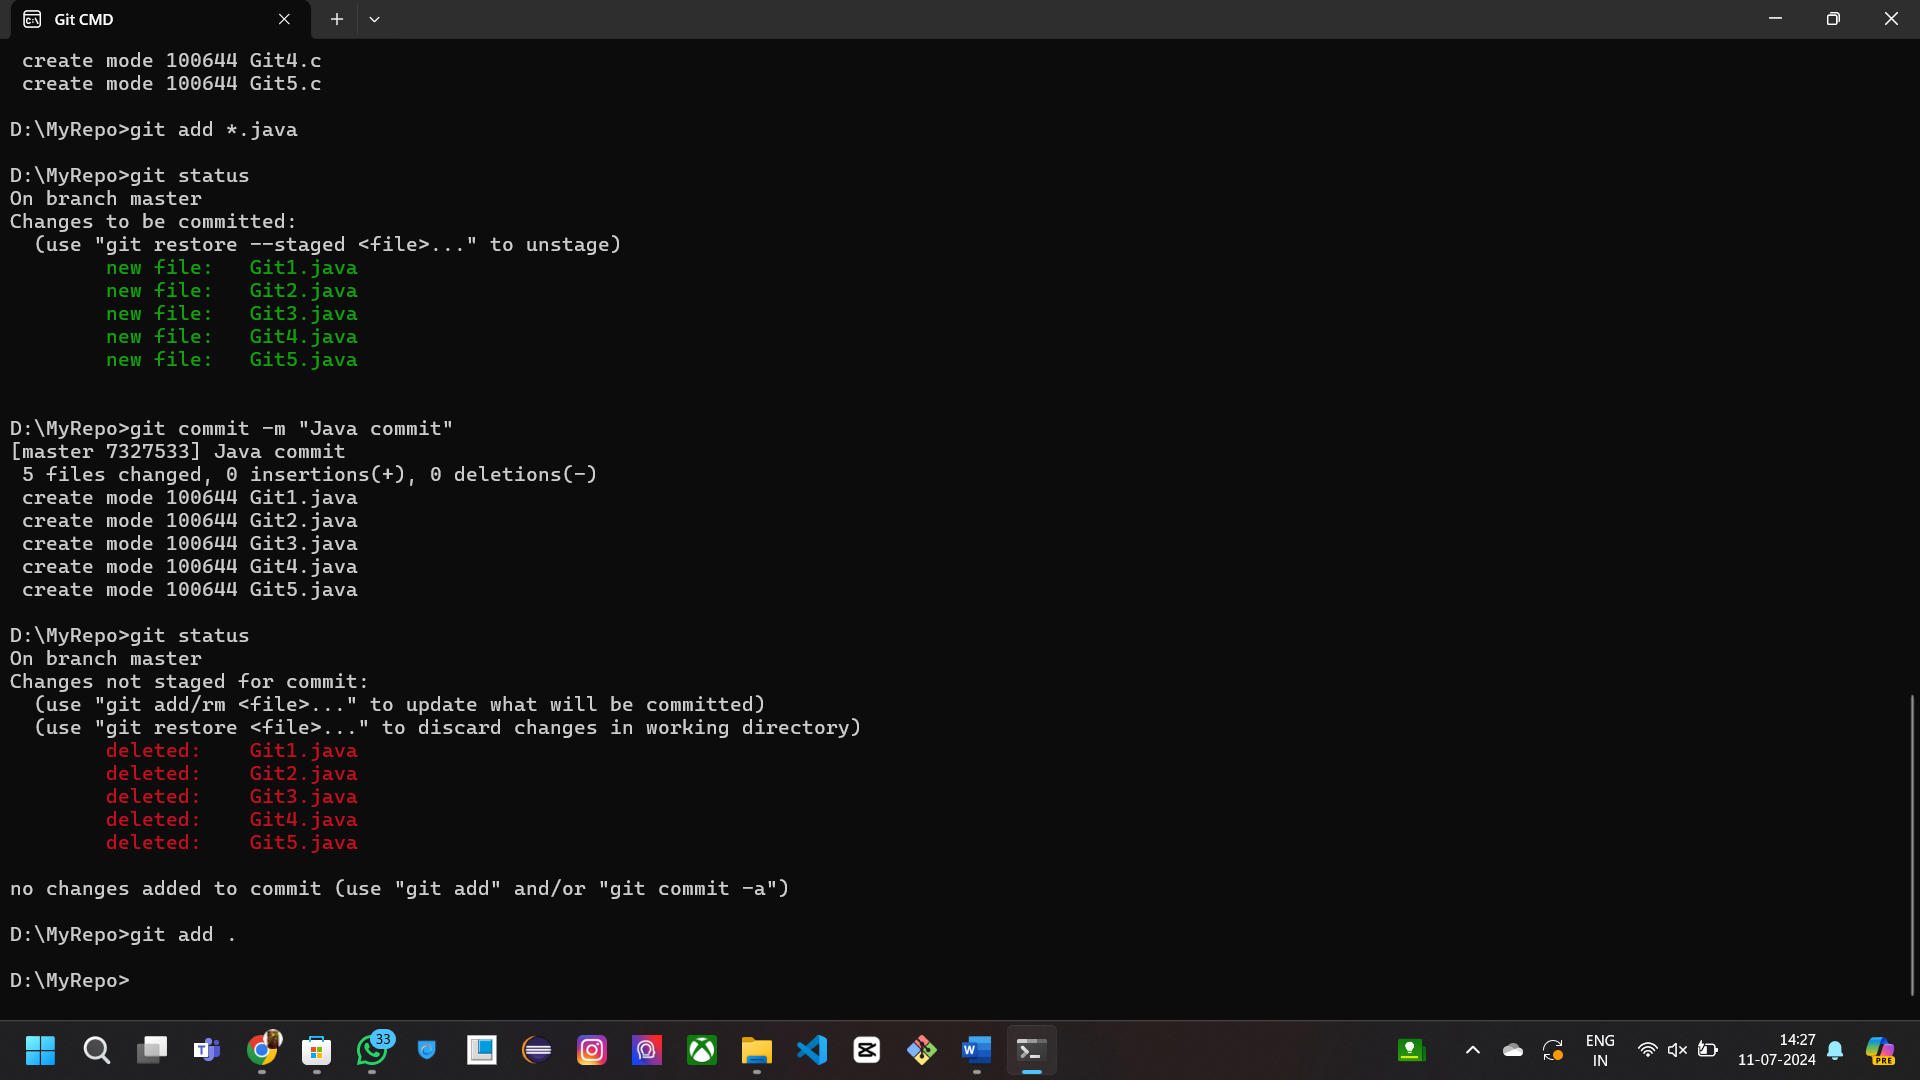 Git CMD
create mode 100644 Git4.c
create mode 100644 Git5.c
D:\MyRepo>git add *.java
D:\MyRepo>git status
On branch master
Changes to be committed:
(use "git restore --staged <file>..." to unstage)
new file:   Git1.java
new file:   Git2.java
new file:   Git3.java
new file:   Git4.java
new file:   Git5.java
D:\MyRepo>git commit -m "Java commit"
[master 7327533] Java commit
5 files changed, 0 insertions(+), 0 deletions(-)
create mode 100644 Git1.java
create mode 100644 Git2.java
create mode 100644 Git3.java
create mode 100644 Git4.java
create mode 100644 Git5.java
D:\MyRepo>git status
On branch master
Changes not staged for commit:
(use "git add/rm <file>..." to update what will be committed)
(use "git restore <file>..." to discard changes in working directory)
deleted:    Git1.java
deleted:    Git2.java
deleted:    Git3.java
deleted:    Git4.java
deleted:    Git5.java
no changes added to commit (use "git add" and/or "git commit -a")
D:\MyRepo>git add .
D:\MyRepo>
33
ENG
IN
14:27
11-07-2024
PRE